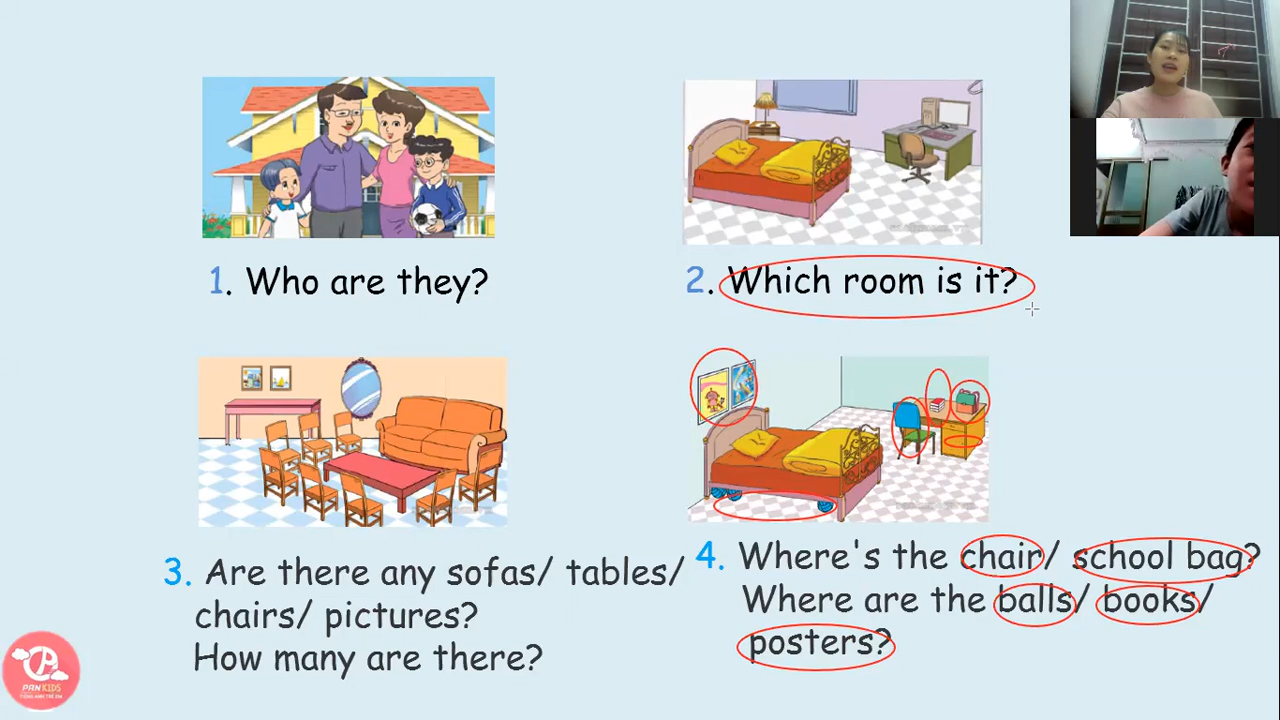 1. Who are they?
2. Which room is it?
3. Are there any sofas/ tables/
chairs/ pictures?
How many are there?
4. Where's the chair/ school bag?
Where are the balls/ books/
posters?
PANKIDS